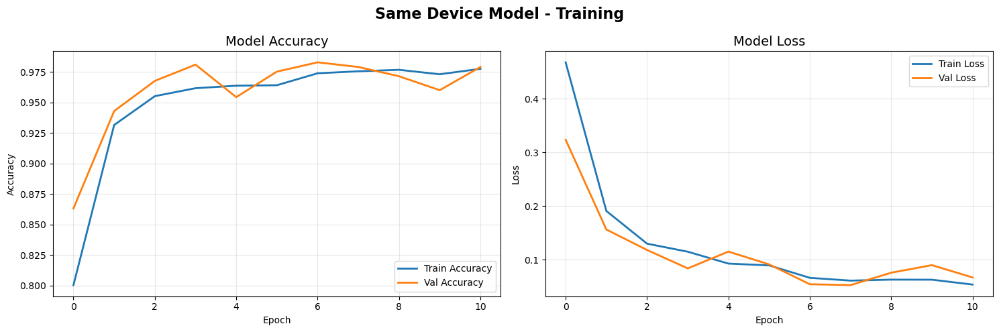 Same Device Model - Training
Model Accuracy
Accuracy
0.975
0.950
0.925
0.900
0.875
0.850
0.825
0.800
0
2
4
6
8
10
Epoch
Train Accuracy
Val Accuracy
Model Loss
Loss
0.4
0.3
0.2
0.1
0
2
4
6
8
10
Epoch
Train Loss
Val Loss